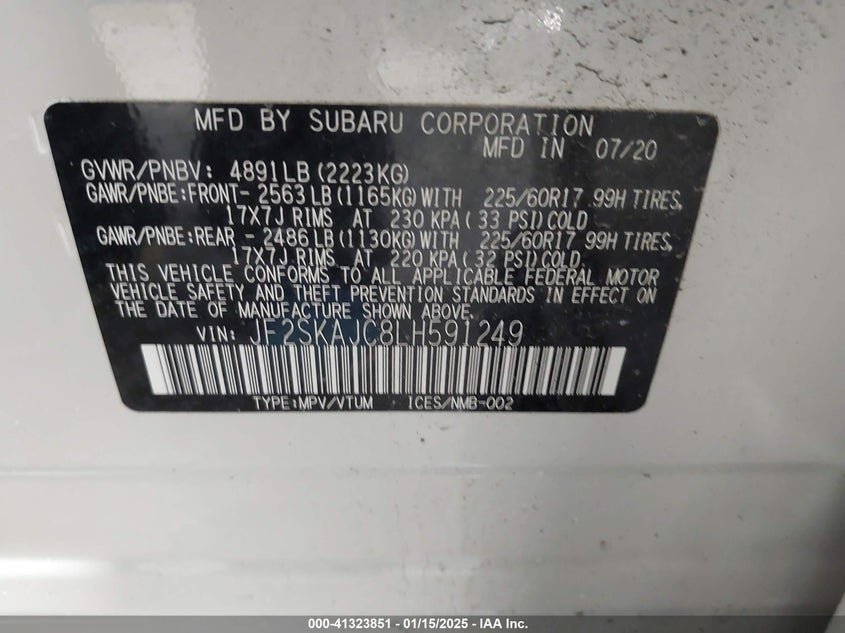 MFD BY SUBARU CORPORATION
MFD IN 07/20
GVWR/PNBV: 4891LB (2223KG)
GAWR/PNBE:FRONT- 2563LB(1165KG)WITH 225/60R17 99H TIRES,
17X7J RIMS AT 230 KPA( 33 PSI)COLD
GAWR/PNBE:REAR - 2486LB(1130KG)WITH 225/60R17 99H TIRES,
17X7J RIMS AT 220 KPA( 32 PSI)COLD
THIS VEHICLE CONFORMS TO ALL APPLICABLE FEDERAL MOTOR
VEHICLE SAFETY AND THEFT PREVENTION STANDARDS IN EFFECT ON
THE DATE OF MANUFACTURE SHOWN ABOVE.
VIN: JF2SKAJC8LH591249
TYPE:MPV/VTUM ICES/NMB-002
000-41323851 - 01/15/2025 - IAA Inc.